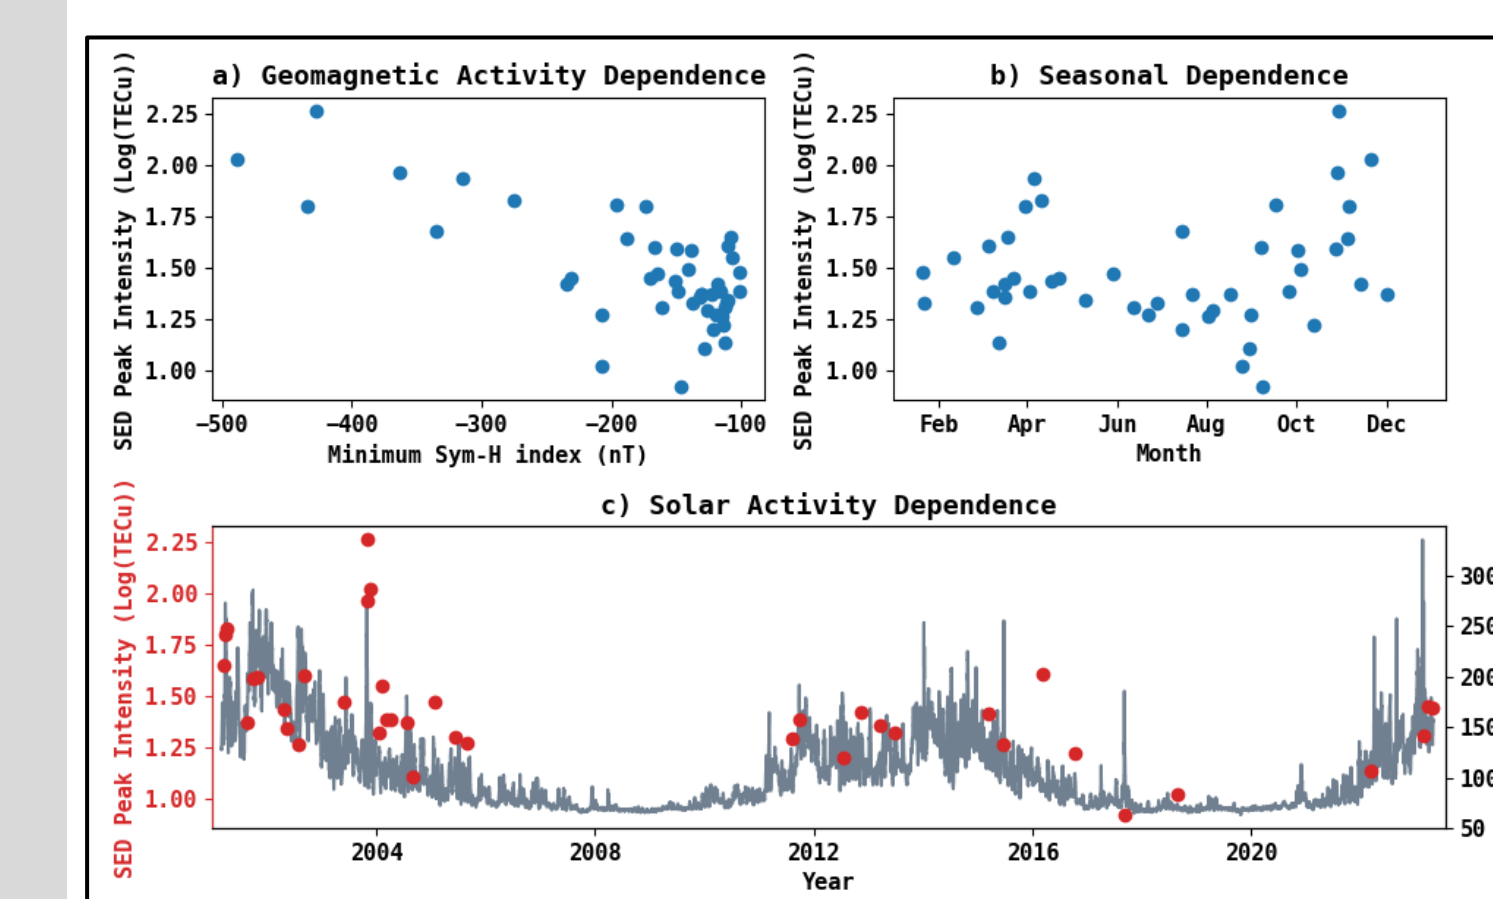 a) Geomagnetic Activity Dependence
SED Peak Intensity (Log(TECu))
2.25
2.00
1.75
1.50
1.25
1.00
−500 −400 −300 −200 −100
Minimum Sym-H index (nT)
b) Seasonal Dependence
SED Peak Intensity (Log(TECu))
2.25
2.00
1.75
1.50
1.25
1.00
Feb Apr Jun Aug Oct Dec
Month
c) Solar Activity Dependence
SED Peak Intensity (Log(TECu))
2.25
2.00
1.75
1.50
1.25
1.00
300
250
200
150
100
50
2004 2008 2012 2016 2020
Year